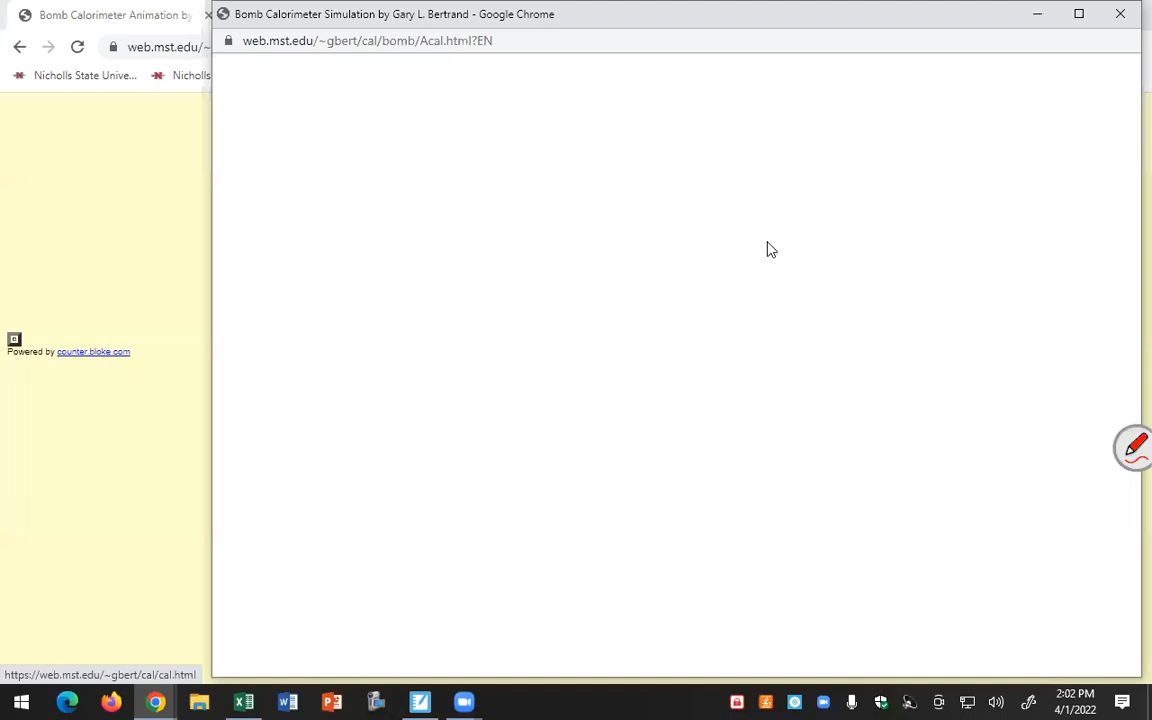 Bomb Calorimeter Animation by
Bomb Calorimeter Simulation by Gary L. Bertrand - Google Chrome
web.mst.edu/~
web.mst.edu/~gbert/cal/bomb/Acal.html?EN
Nicholls State Unive...
Nicholls
Powered by counter.bloke.com
https://web.mst.edu/~gbert/cal/cal.html
2:02 PM
4/1/2022